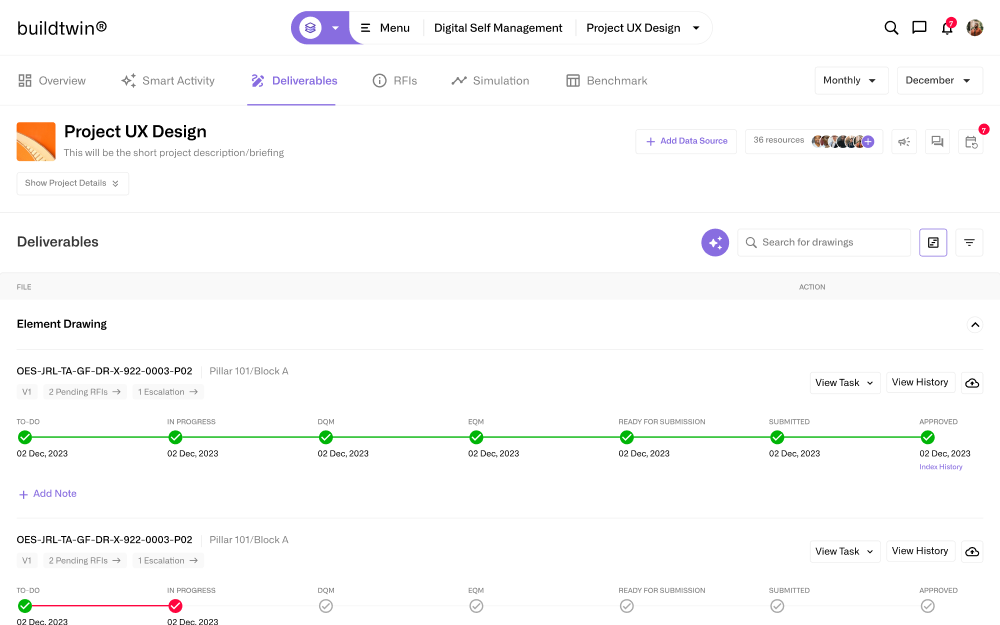 buildtwin®
Menu
Digital Self Management
Project UX Design
7
Overview
Smart Activity
Deliverables
RFIs
Simulation
Benchmark
Monthly
December
Project UX Design
This will be the short project description/briefing
Add Data Source
36 resources
7
Show Project Details
Deliverables
Search for drawings
FILE
ACTION
Element Drawing
OES-JRL-TA-GF-DR-X-922-0003-P02
Pillar 101/Block A
V1
2 Pending RFIs →
1 Escalation →
View Task
View History
TO-DO
IN PROGRESS
DQM
EQM
READY FOR SUBMISSION
SUBMITTED
APPROVED
02 Dec, 2023
02 Dec, 2023
02 Dec, 2023
02 Dec, 2023
02 Dec, 2023
02 Dec, 2023
02 Dec, 2023
Index History
Add Note
OES-JRL-TA-GF-DR-X-922-0003-P02
Pillar 101/Block A
V1
2 Pending RFIs →
1 Escalation →
View Task
View History
TO-DO
IN PROGRESS
DQM
EQM
READY FOR SUBMISSION
SUBMITTED
APPROVED
02 Dec, 2023
02 Dec, 2023